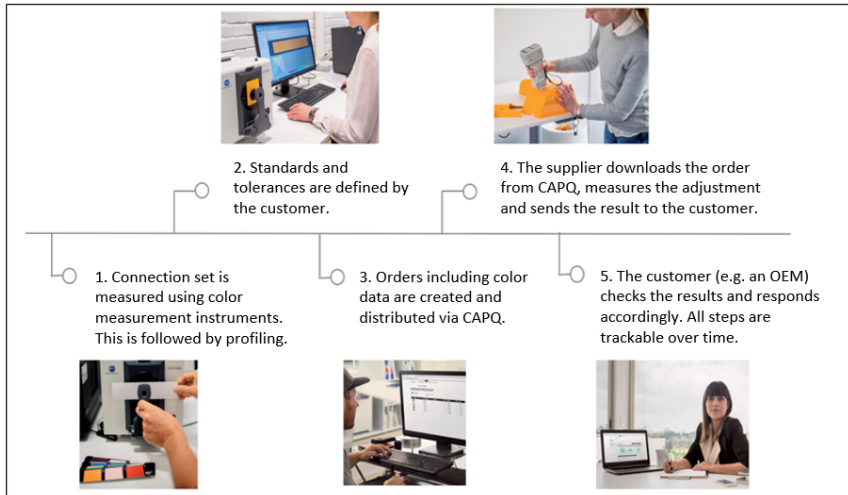 2. Standards and
tolerances are defined by
the customer.
4. The supplier downloads the order
from CAPQ, measures the adjustment
and sends the result to the customer.
1. Connection set is
measured using color
measurement instruments.
This is followed by profiling.
3. Orders including color
data are created and
distributed via CAPQ.
5. The customer (e.g. an OEM)
checks the results and responds
accordingly. All steps are
trackable over time.